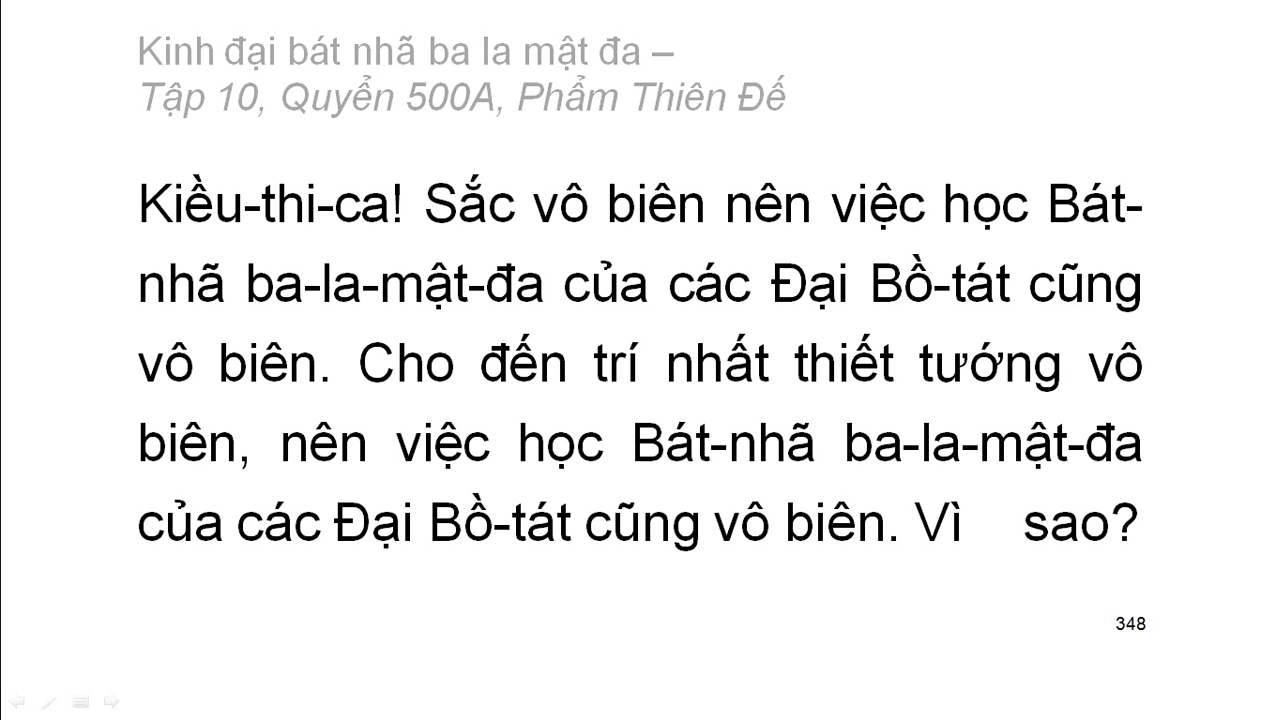 Kinh đại bát nhã ba la mật đa –
Tập 10, Quyển 500A, Phẩm Thiên Đế
Kiều-thi-ca! Sắc vô biên nên việc học Bát-
nhã ba-la-mật-đa của các Đại Bồ-tát cũng
vô biên. Cho đến trí nhất thiết tướng vô
biên, nên việc học Bát-nhã ba-la-mật-đa
của các Đại Bồ-tát cũng vô biên. Vì sao?
348